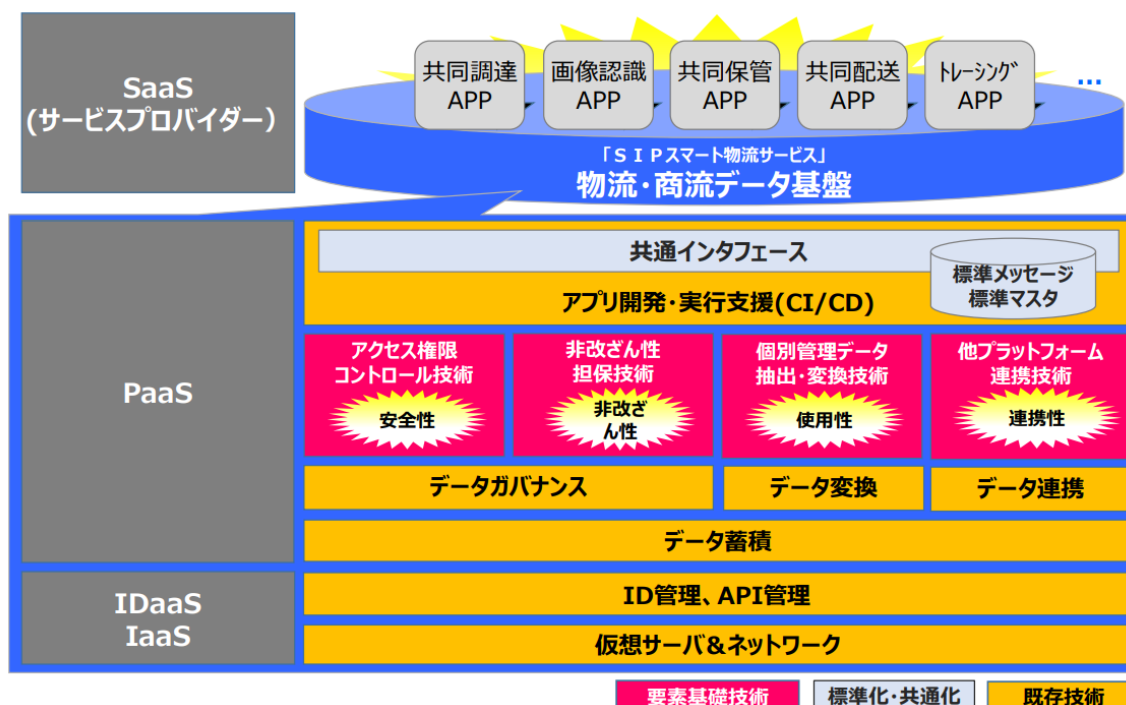 SaaS
(サービスプロバイダー)
共同調達
APP
画像認識
APP
共同保管
APP
共同配送
APP
ﾄﾚｰｼﾝｸﾞ
APP
…
「ＳＩＰスマート物流サービス」
物流・商流データ基盤
PaaS
共通インタフェース
標準メッセージ
標準マスタ
アプリ開発・実行支援(CI/CD)
アクセス権限
コントロール技術
安全性
非改ざん性
担保技術
非改ざ
ん性
個別管理データ
抽出・変換技術
使用性
他プラットフォーム
連携技術
連携性
データガバナンス
データ変換
データ連携
データ蓄積
IDaaS
IaaS
ID管理、API管理
仮想サーバ&ネットワーク
要素基礎技術
標準化・共通化
既存技術